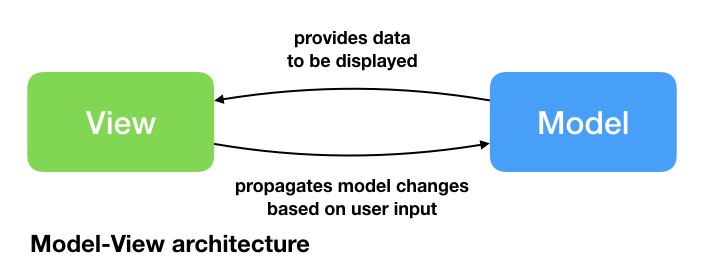 provides data
to be displayed
View
Model
propagates model changes
based on user input
Model-View architecture